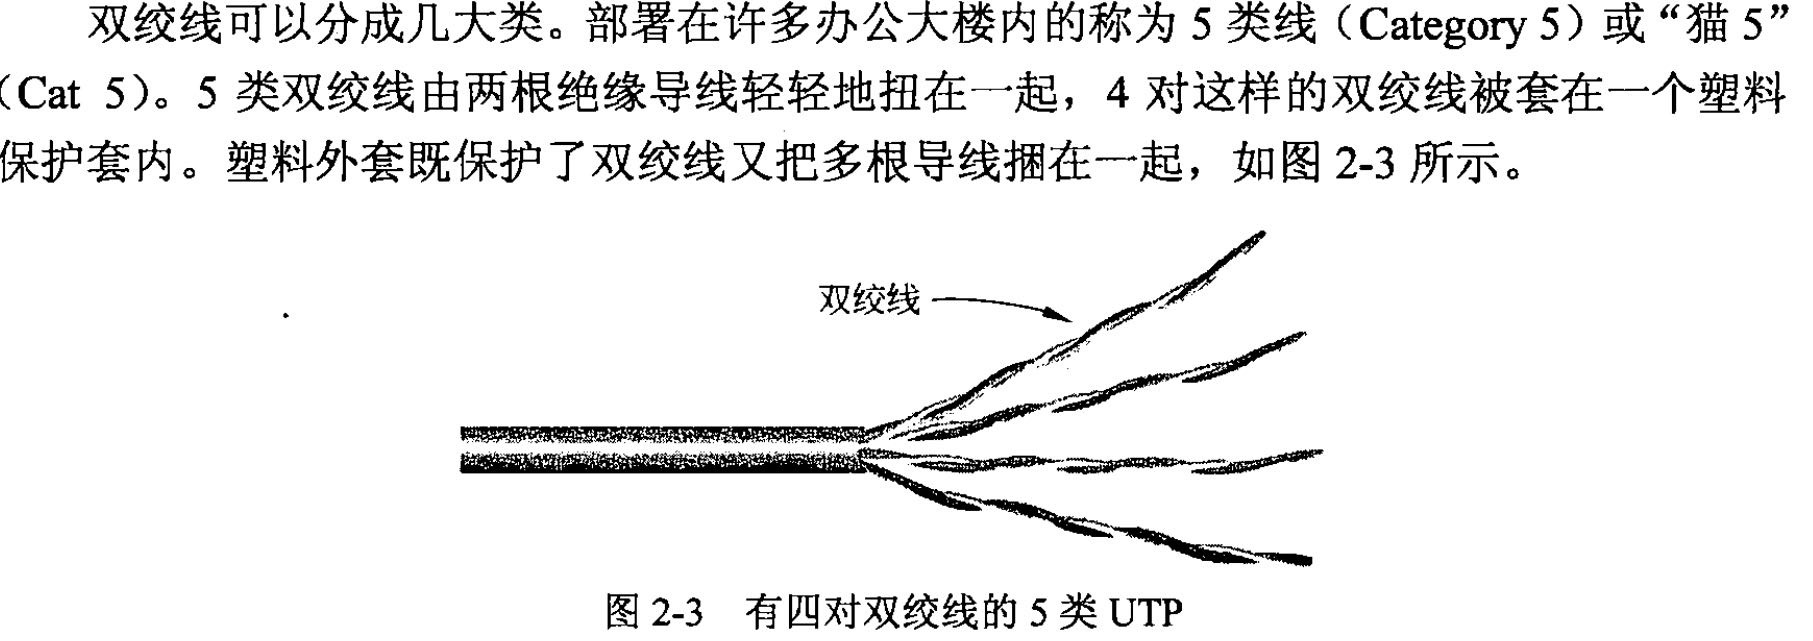 双绞线可以分成几大类。部署在许多办公大楼内的称为 5 类线（Category 5）或“猫 5”
（Cat 5）。5 类双绞线由两根绝缘导线轻轻地扭在一起，4 对这样的双绞线被套在一个塑料
保护套内。塑料外套既保护了双绞线又把多根导线捆在一起，如图 2-3 所示。
双绞线
图 2-3 有四对双绞线的 5 类 UTP